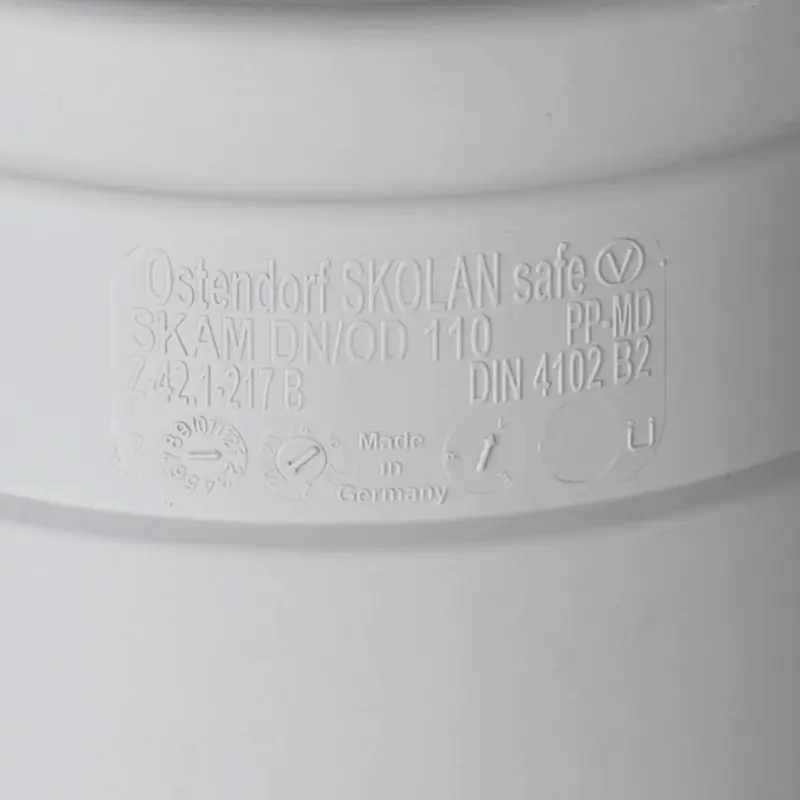 Ostendorf SKOLAN safe
SKAM DN/OD 110 PP-MD
Z-42.1-217 B DIN 4102 B2
Made
in
Germany